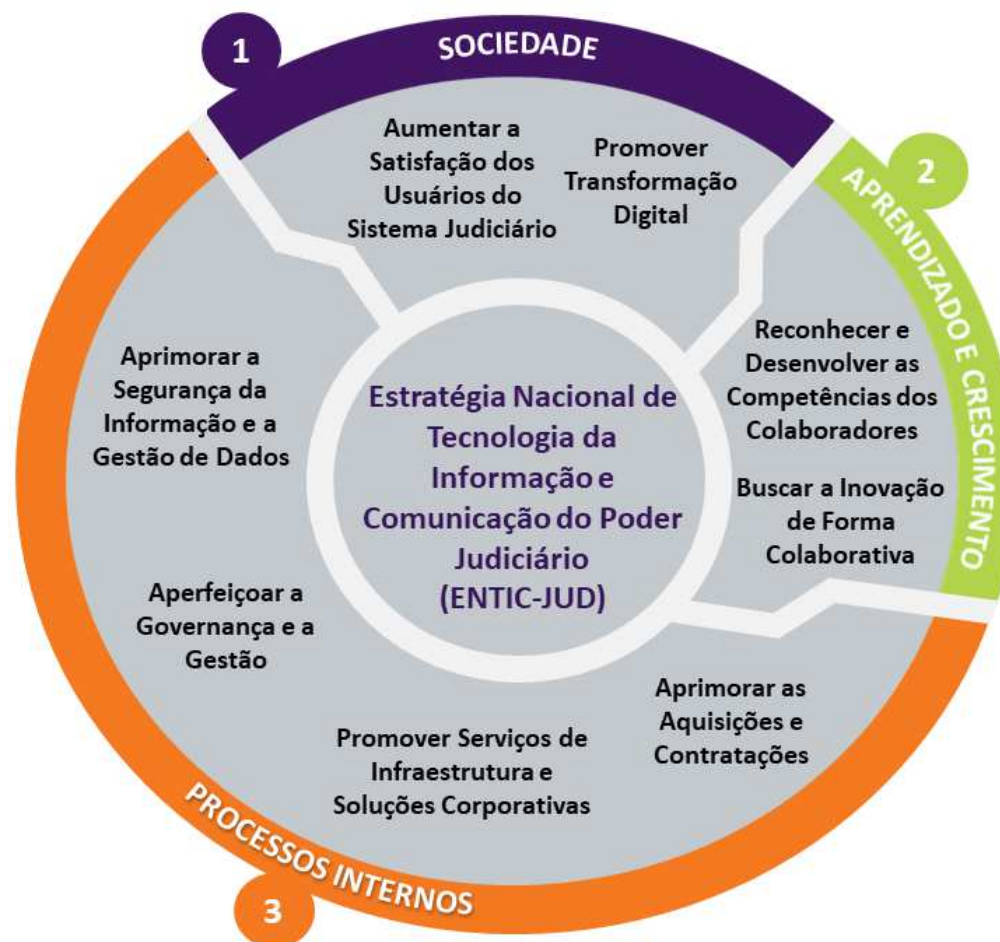 1
SOCIEDADE
Aumentar a
Satisfação dos
Usuários do
Sistema Judiciário
Promover
Transformação
Digital
2
APRENDIZADO E CRESCIMENTO
Reconhecer e
Desenvolver as
Competências dos
Colaboradores
Buscar a Inovação
de Forma
Colaborativa
Estratégia Nacional de
Tecnologia da
Informação e
Comunicação do Poder
Judiciário
(ENTIC-JUD)
Aprimorar a
Segurança da
Informação e a
Gestão de Dados
Aperfeiçoar a
Governança e a
Gestão
Promover Serviços de
Infraestrutura e
Soluções Corporativas
Aprimorar as
Aquisições e
Contratações
PROCESSOS INTERNOS
3